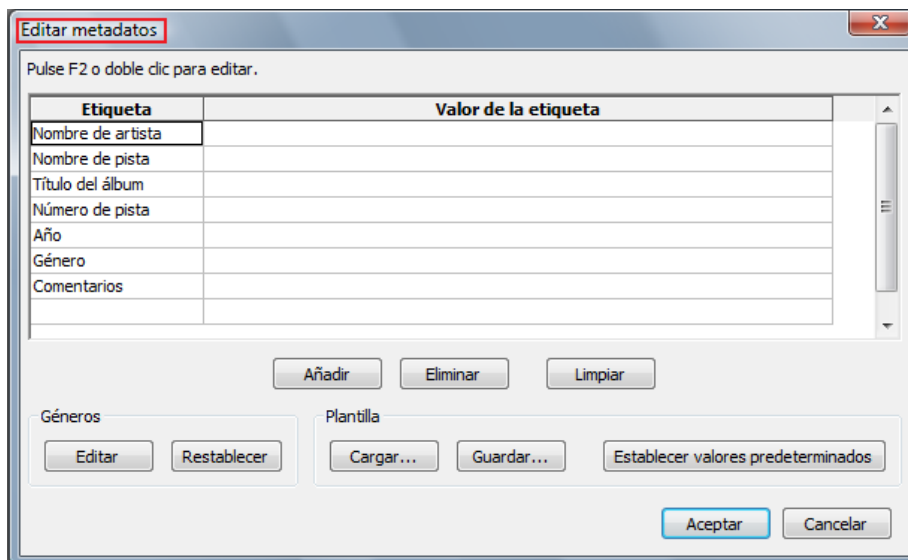 Editar metadatos
Pulse F2 o doble clic para editar.
Etiqueta Valor de la etiqueta
Nombre de artista
Nombre de pista
Título del álbum
Número de pista
Año
Género
Comentarios
Añadir Eliminar Limpiar
Géneros Plantilla
Editar Restablecer Cargar... Guardar... Establecer valores predeterminados
Aceptar Cancelar